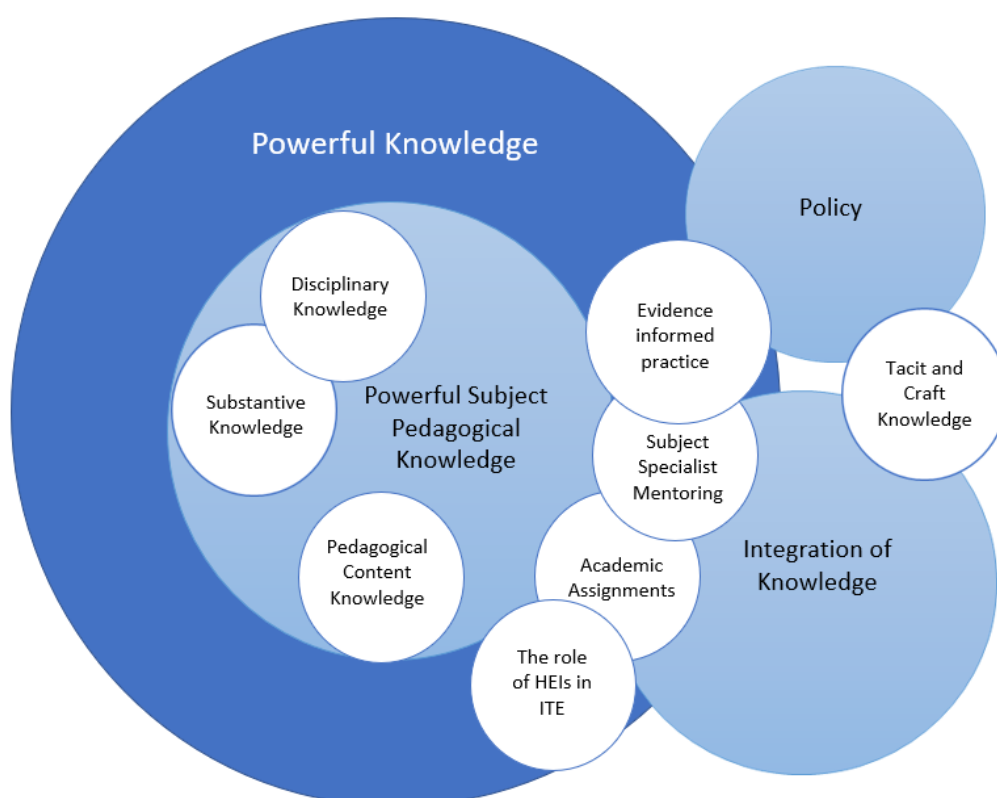 Powerful Knowledge
Policy
Disciplinary
Knowledge
Evidence
informed
practice
Tacit and
Craft
Knowledge
Substantive
Knowledge
Powerful Subject
Pedagogical
Knowledge
Subject
Specialist
Mentoring
Pedagogical
Content
Knowledge
Academic
Assignments
Integration of
Knowledge
The role
of HEIs in
ITE